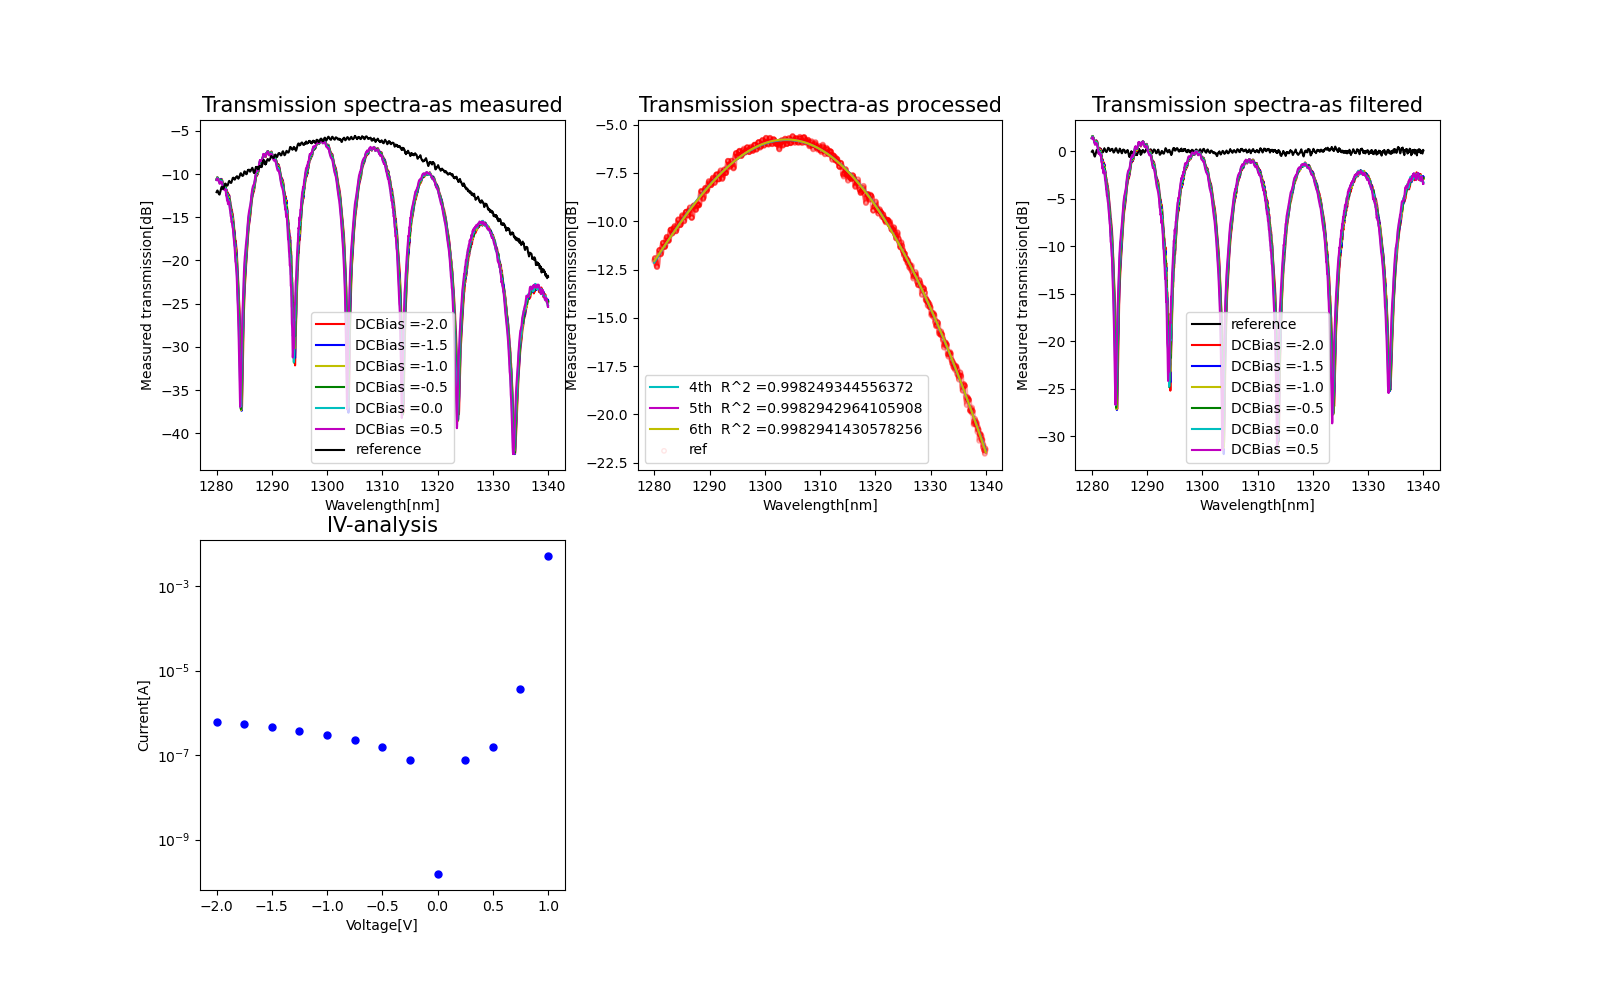 Transmission spectra-as measured
Measured transmission[dB]
−5
−10
−15
−20
−25
−30
−35
−40
DCBias =-2.0
DCBias =-1.5
DCBias =-1.0
DCBias =-0.5
DCBias =0.0
DCBias =0.5
reference
1280 1290 1300 1310 1320 1330 1340
Wavelength[nm]
Transmission spectra-as processed
Measured transmission[dB]
−5.0
−7.5
−10.0
−12.5
−15.0
−17.5
−20.0
−22.5
4th R^2 =0.998249344556372
5th R^2 =0.9982942964105908
6th R^2 =0.9982941430578256
ref
1280 1290 1300 1310 1320 1330 1340
Wavelength[nm]
Transmission spectra-as filtered
Measured transmission[dB]
0
−5
−10
−15
−20
−25
−30
reference
DCBias =-2.0
DCBias =-1.5
DCBias =-1.0
DCBias =-0.5
DCBias =0.0
DCBias =0.5
1280 1290 1300 1310 1320 1330 1340
Wavelength[nm]
IV-analysis
Current[A]
10⁻³
10⁻⁵
10⁻⁷
10⁻⁹
−2.0 −1.5 −1.0 −0.5 0.0 0.5 1.0
Voltage[V]